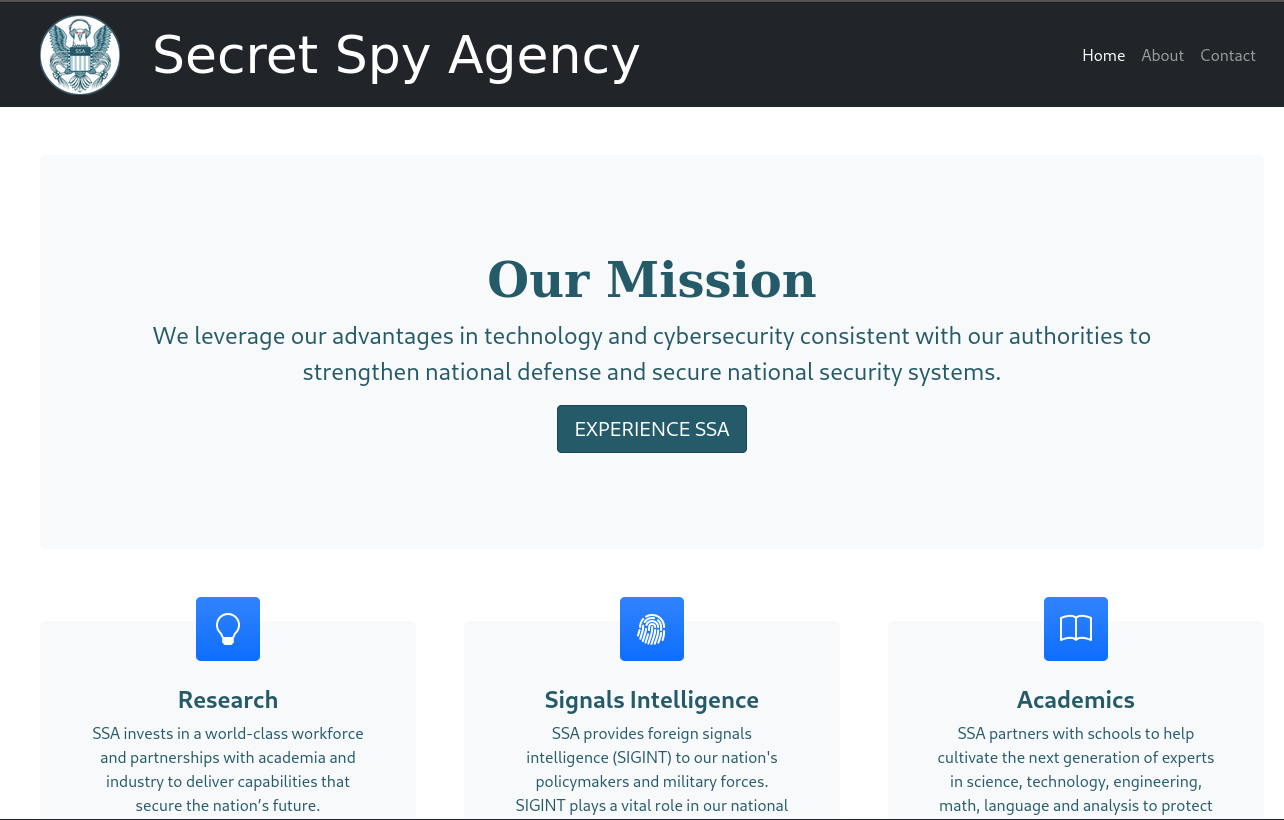 SSA
Secret Spy Agency
Home About Contact
Our Mission
We leverage our advantages in technology and cybersecurity consistent with our authorities to
strengthen national defense and secure national security systems.
EXPERIENCE SSA
Research
SSA invests in a world-class workforce
and partnerships with academia and
industry to deliver capabilities that
secure the nation’s future.
Signals Intelligence
SSA provides foreign signals
intelligence (SIGINT) to our nation's
policymakers and military forces.
SIGINT plays a vital role in our national
Academics
SSA partners with schools to help
cultivate the next generation of experts
in science, technology, engineering,
math, language and analysis to protect